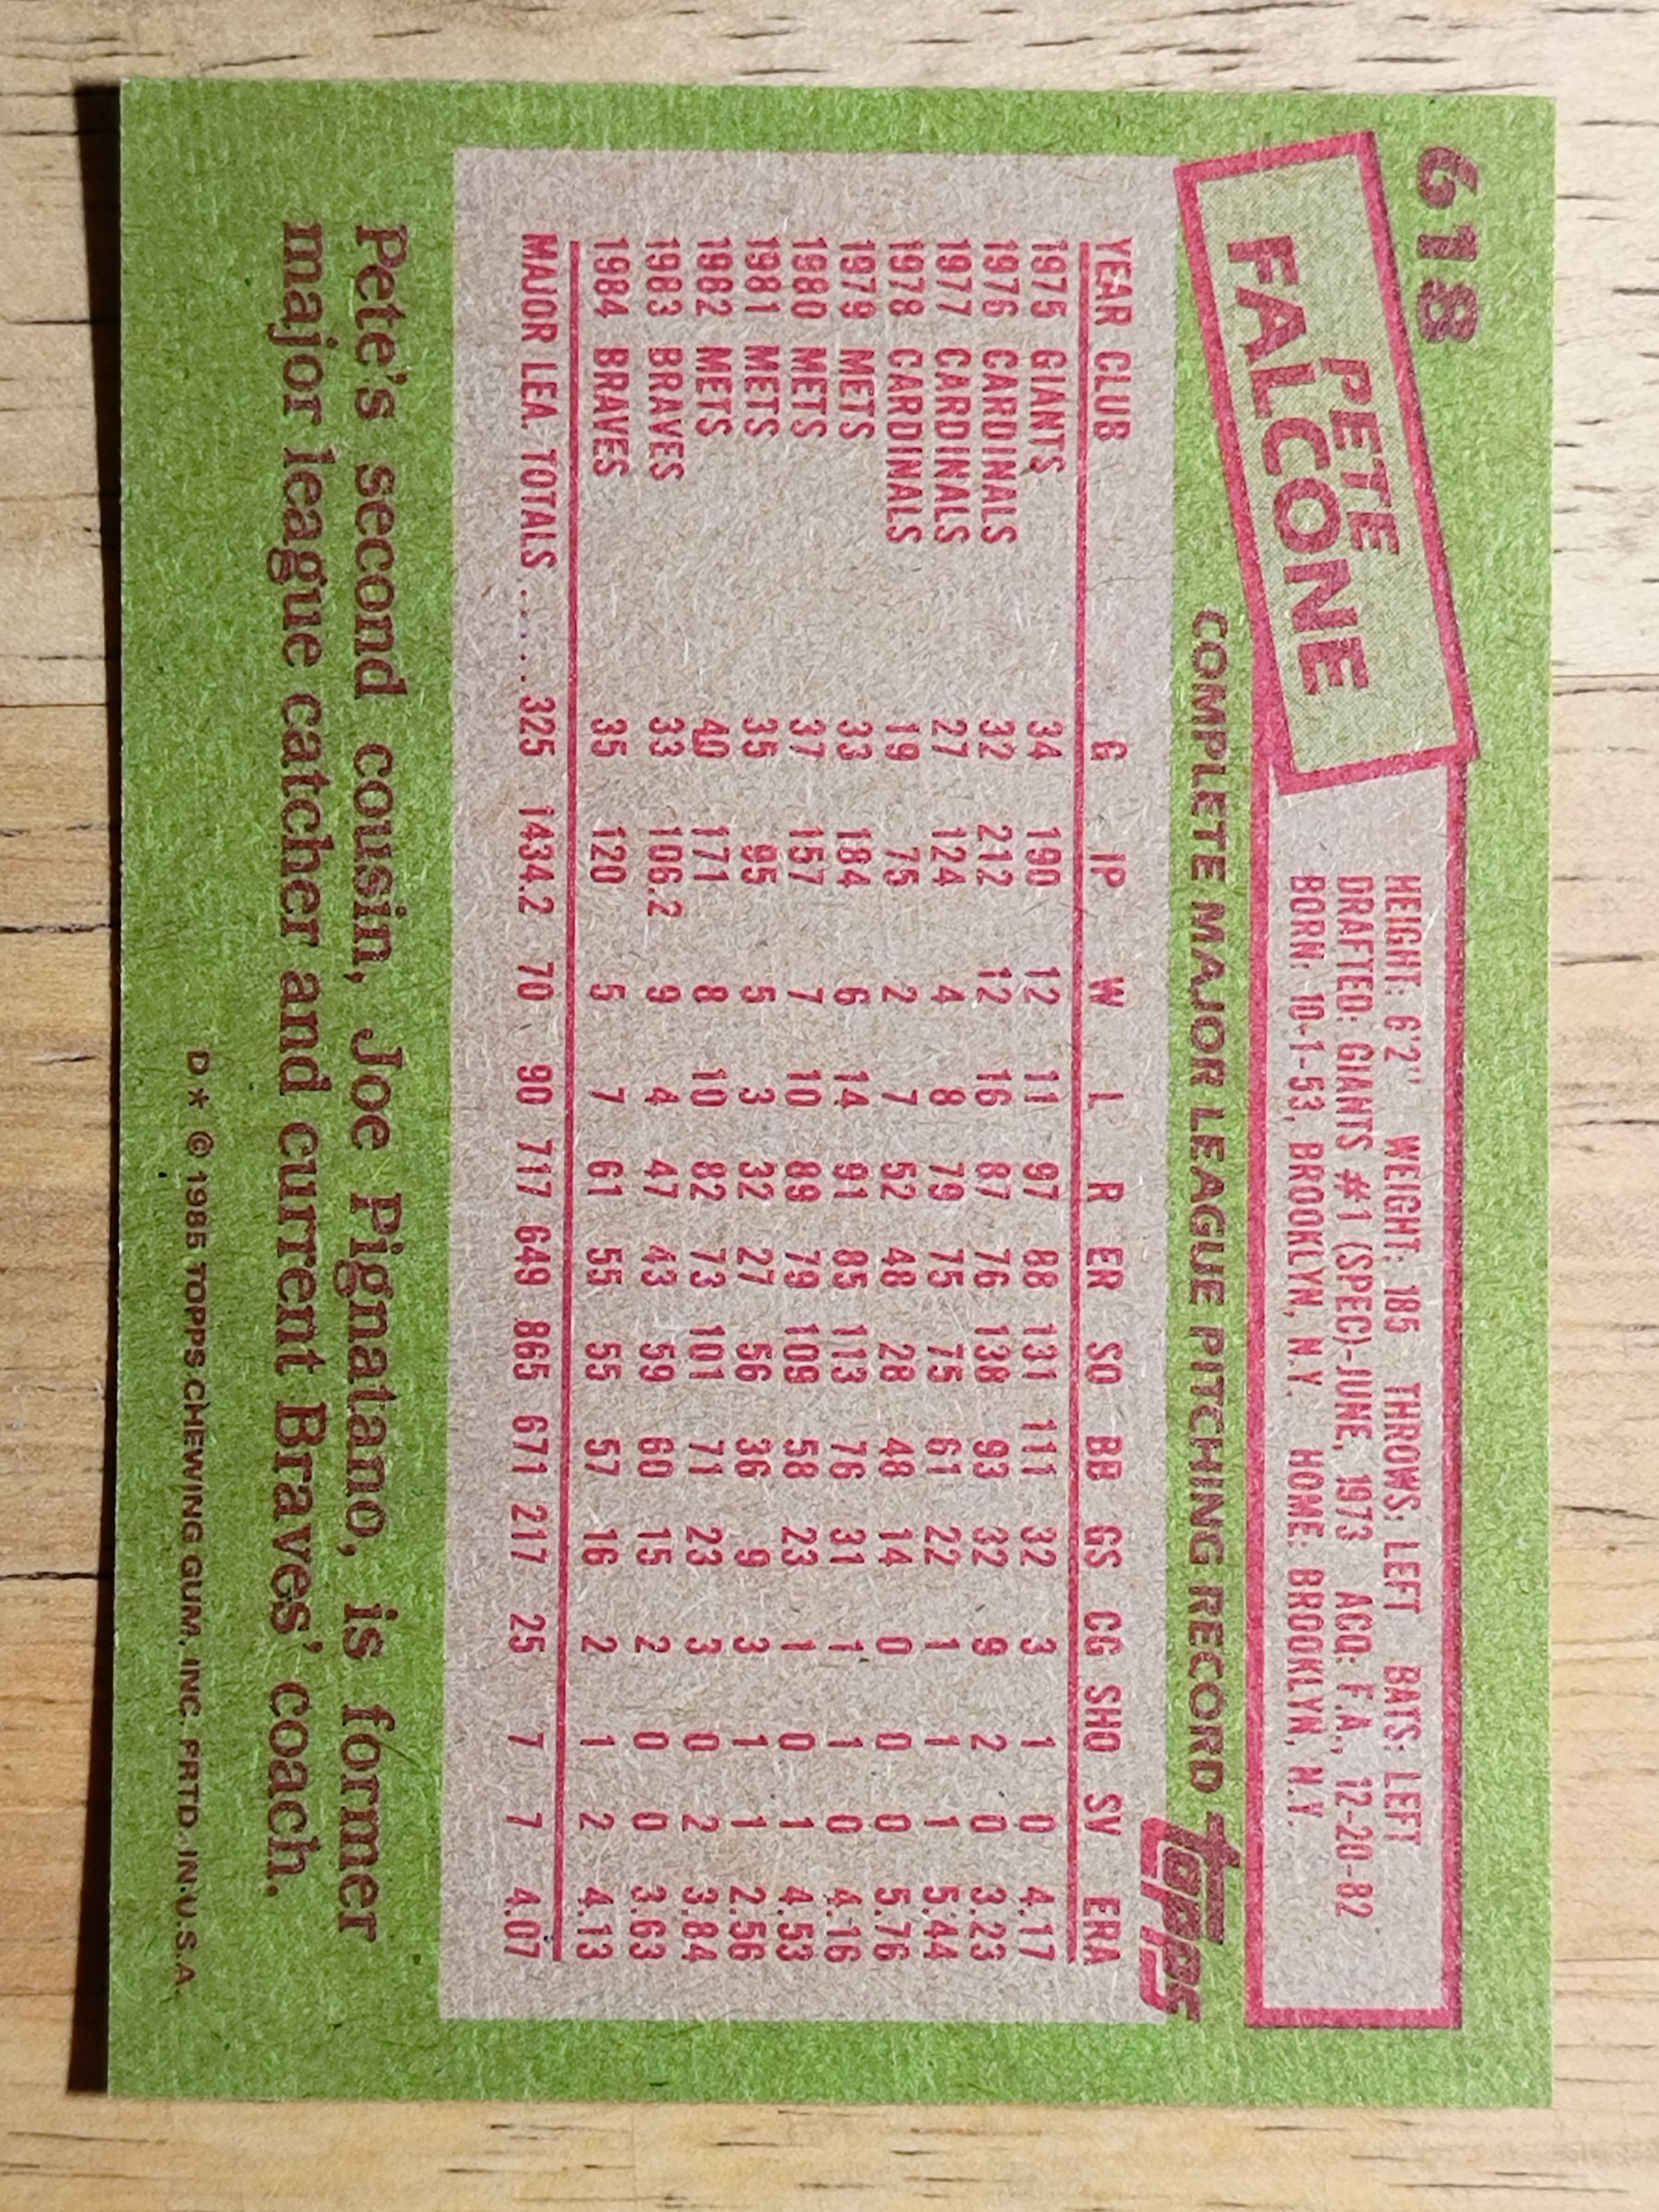 618
PETE
FALCONE
HEIGHT: 6'2" WEIGHT: 185 THROWS: LEFT BATS: LEFT
DRAFTED: GIANTS #1 (SPEC)-JUNE, 1973 ACQ: F.A., 12-20-82
BORN: 10-1-53, BROOKLYN, N.Y. HOME: BROOKLYN, N.Y.
COMPLETE MAJOR LEAGUE PITCHING RECORD topps
YEAR CLUB G IP W L R ER SO BB GS CG SHO SV ERA
1975 GIANTS 34 190 12 11 97 88 131 111 32 3 1 0 4.17
1976 CARDINALS 32 212 12 16 87 76 138 93 32 9 2 0 3.23
1977 CARDINALS 27 124 4 8 79 75 75 61 22 1 1 1 5.44
1978 CARDINALS 19 75 2 7 52 48 28 48 14 0 0 0 5.76
1979 METS 33 184 6 14 91 85 113 76 31 1 1 0 4.16
1980 METS 37 157 7 10 89 79 109 58 23 1 0 1 4.53
1981 METS 35 95 5 3 32 27 56 36 9 3 1 1 2.56
1982 METS 40 171 8 10 82 73 101 71 23 3 0 2 3.84
1983 BRAVES 33 106.2 9 4 47 43 59 60 15 2 0 0 3.63
1984 BRAVES 35 120 5 7 61 55 55 57 16 2 1 2 4.13
MAJOR LEA. TOTALS ..... 325 1434.2 70 90 717 649 865 671 217 25 7 7 4.07
Pete's second cousin, Joe Pignatano, is former
major league catcher and current Braves' coach.
D* © 1985 TOPPS CHEWING GUM, INC. PRTD. IN U.S.A.